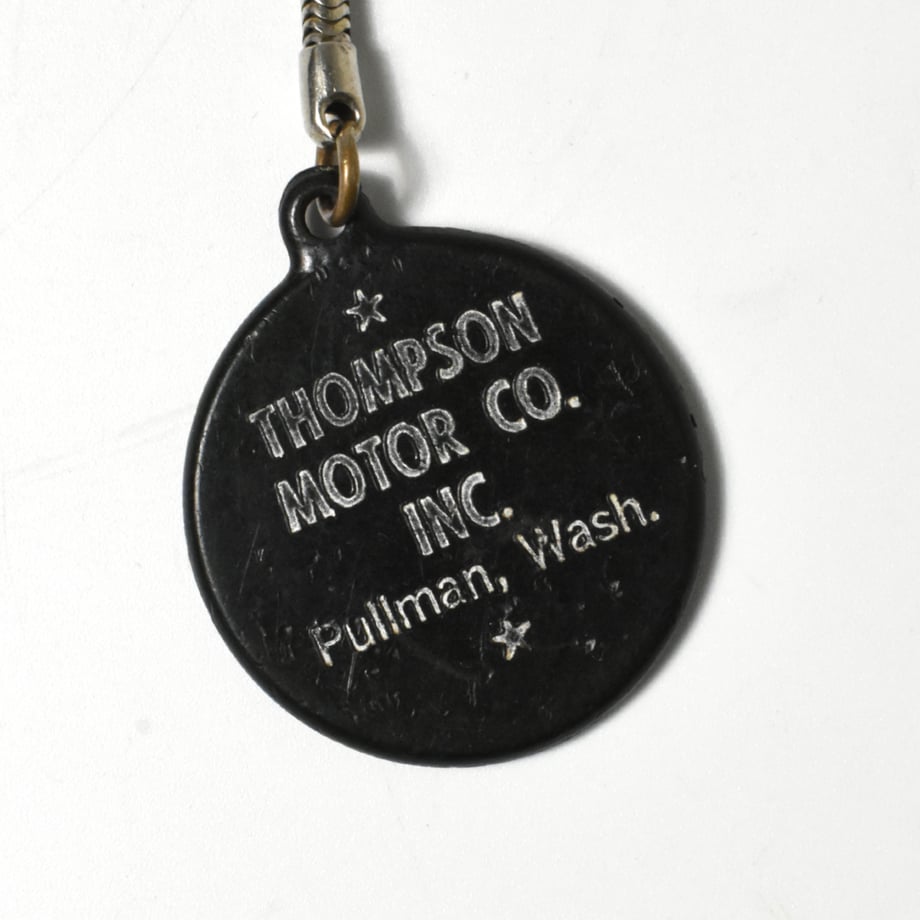 THOMPSON
MOTOR CO.
INC.
Pullman, Wash.